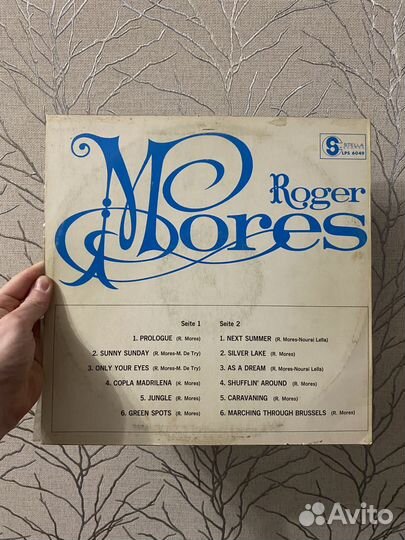 STELLA
LPS 6049
Roger
Mores
Seite 1
1. PROLOGUE (R. Mores)
2. SUNNY SUNDAY (R. Mores-M. De Try)
3. ONLY YOUR EYES (R. Mores-M. De Try)
4. COPLA MADRILENA (R. Mores)
5. JUNGLE (R. Mores)
6. GREEN SPOTS (R. Mores)
Seite 2
1. NEXT SUMMER (R. Mores-Nourai Lella)
2. SILVER LAKE (R. Mores)
3. AS A DREAM (R. Mores-Nourai Lella)
4. SHUFFLIN' AROUND (R. Mores)
5. CARAVANING (R. Mores)
6. MARCHING THROUGH BRUSSELS (R. Mores)
Avito